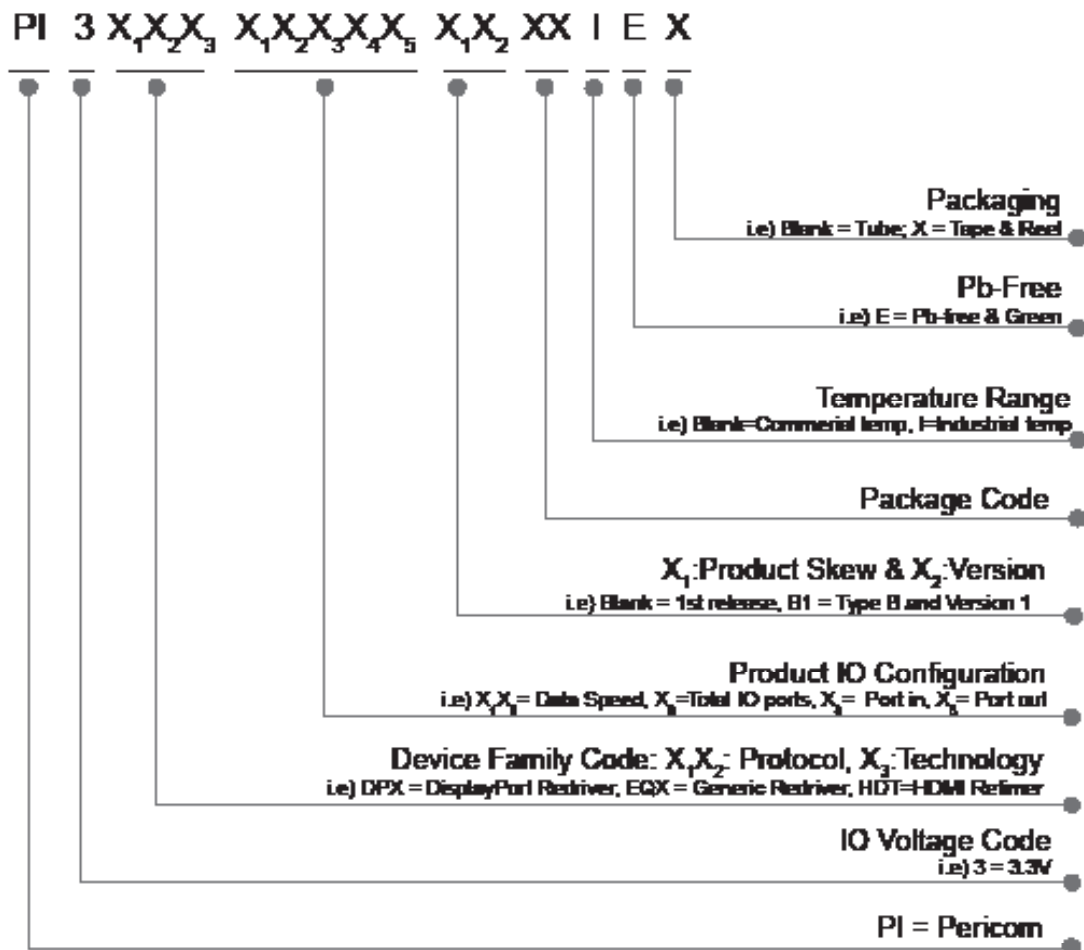 PI 3 X₁X₂X₃ X₁X₂X₃X₄X₅ X₁X₂ XX I E X
Packaging
i.e) Blank = Tube; X = Tape & Reel
Pb-Free
i.e) E = Pb-free & Green
Temperature Range
i.e) Blank=Commerial temp, I=Industrial temp
Package Code
X₁:Product Skew & X₂:Version
i.e) Blank = 1st release, B1 = Type B and Version 1
Product IO Configuration
i.e) = Data Speed, =Total IO ports, = Port in, X₅= Port out
Device Family Code: X₁X₂: Protocol, X₃:Technology
i.e) DPX = DisplayPort Redriver, EQX = Generic Redriver, HDT=HDMI Retimer
IO Voltage Code
i.e) 3 = 3.3V
PI = Pericom